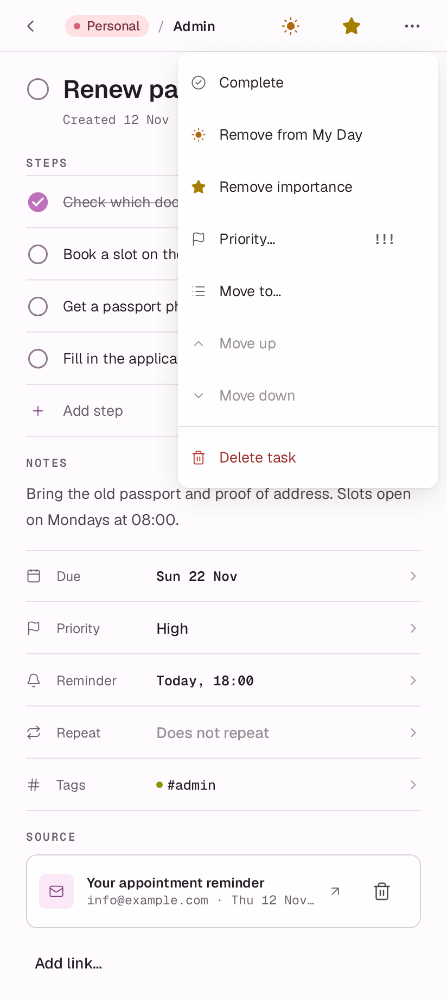 Personal / Admin
Complete
Renew pa
Created 12 Nov
Remove from My Day
STEPS
Remove importance
Check which doc
Priority… !!!
Book a slot on the
Move to…
Get a passport ph
Move up
Fill in the applica
Move down
Add step
Delete task
NOTES
Bring the old passport and proof of address. Slots open
on Mondays at 08:00.
Due Sun 22 Nov
Priority High
Reminder Today, 18:00
Repeat Does not repeat
Tags #admin
SOURCE
Your appointment reminder
info@example.com · Thu 12 Nov…
Add link…